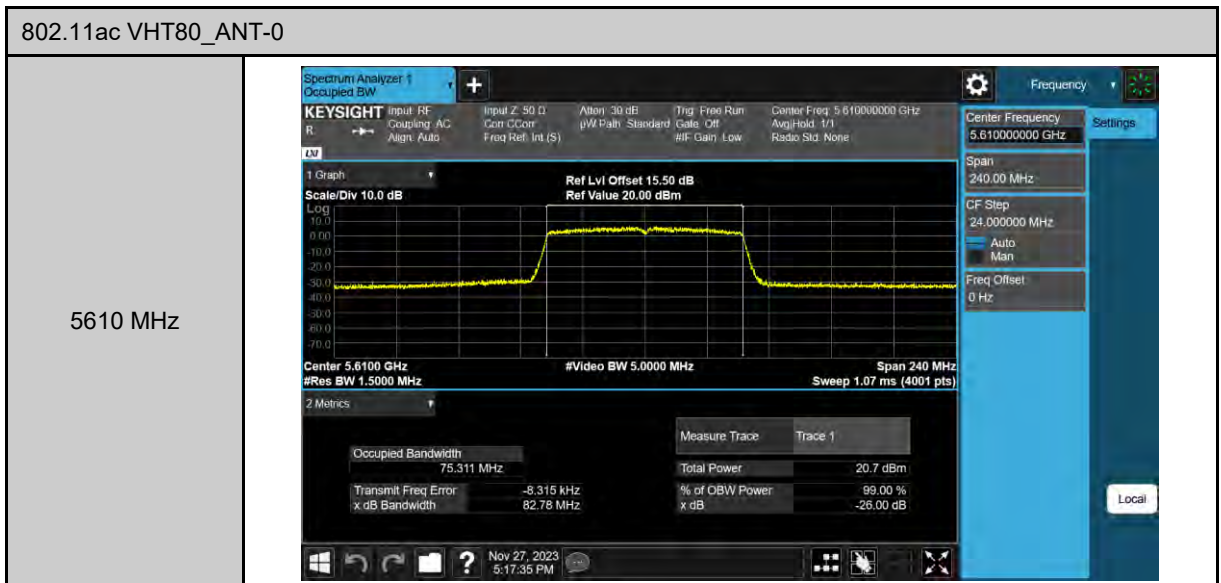 802.11ac VHT80_ANT-0
5610 MHz
Spectrum Analyzer 1
Occupied BW
Frequency
KEYSIGHT Input: RF Input Z: 50 Ω Atten: 30 dB Trig: Free Run Center Freq: 5.610000000 GHz
R Coupling: AC Corr CCorr µW Path: Standard Gate: Off Avg|Hold: 1/1
Align: Auto Freq Ref: Int (S) #IF Gain: Low Radio Std: None
LXI
Center Frequency
5.610000000 GHz
Settings
Span
240.00 MHz
CF Step
24.000000 MHz
Auto
Man
Freq Offset
0 Hz
Local
1 Graph
Ref Lvl Offset 15.50 dB
Scale/Div 10.0 dB Ref Value 20.00 dBm
Log
10.0
0.00
-10.0
-20.0
-30.0
-40.0
-50.0
-60.0
-70.0
Center 5.6100 GHz #Video BW 5.0000 MHz Span 240 MHz
#Res BW 1.5000 MHz Sweep 1.07 ms (4001 pts)
2 Metrics
Measure Trace Trace 1
Occupied Bandwidth
75.311 MHz Total Power 20.7 dBm
Transmit Freq Error -8.315 kHz % of OBW Power 99.00 %
x dB Bandwidth 82.78 MHz x dB -26.00 dB
Nov 27, 2023
5:17:35 PM